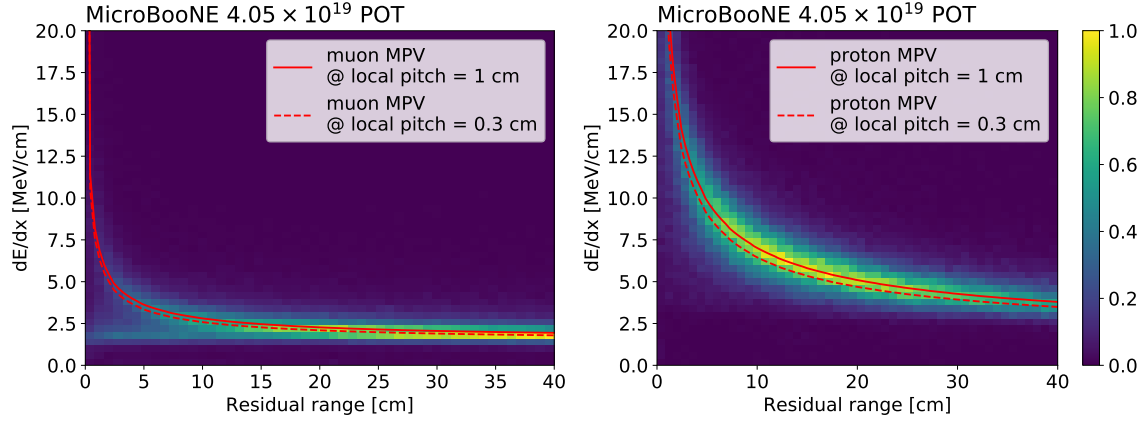 MicroBooNE 4.05 × 10¹⁹ POT
20.0
17.5
15.0
12.5
10.0
7.5
5.0
2.5
0.0
dE/dx [MeV/cm]
muon MPV
@ local pitch = 1 cm
muon MPV
@ local pitch = 0.3 cm
0 5 10 15 20 25 30 35 40
Residual range [cm]
MicroBooNE 4.05 × 10¹⁹ POT
20.0
17.5
15.0
12.5
10.0
7.5
5.0
2.5
0.0
dE/dx [MeV/cm]
proton MPV
@ local pitch = 1 cm
proton MPV
@ local pitch = 0.3 cm
0 10 20 30 40
Residual range [cm]
1.0
0.8
0.6
0.4
0.2
0.0